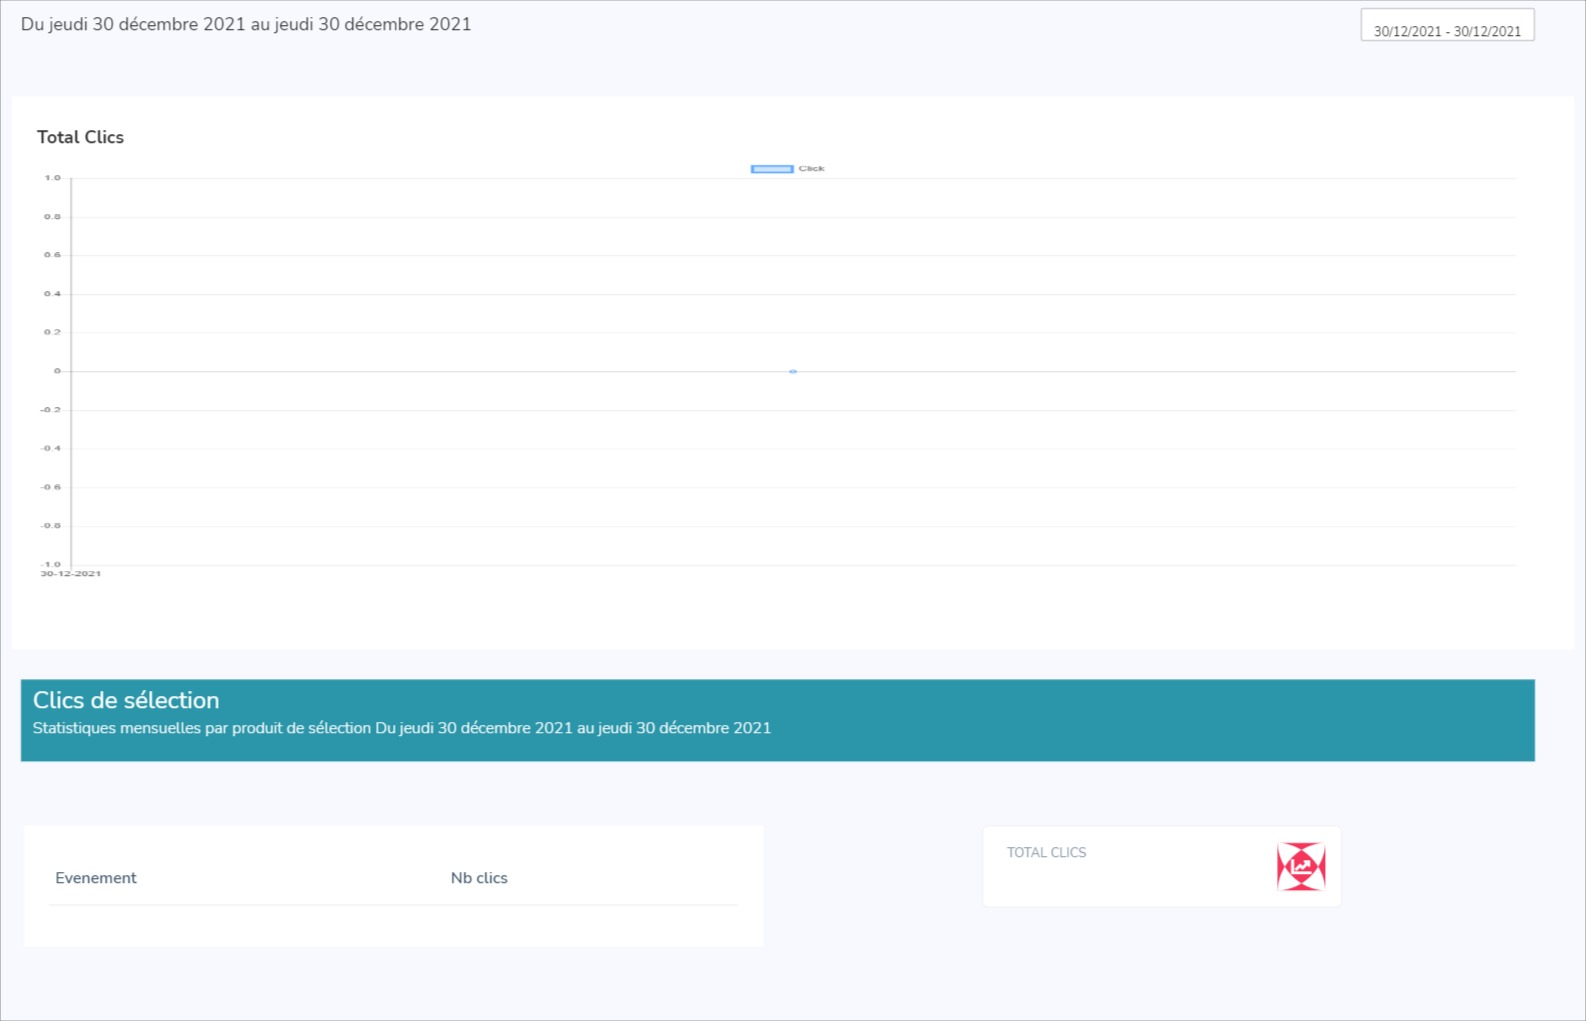 Du jeudi 30 décembre 2021 au jeudi 30 décembre 2021
30/12/2021 - 30/12/2021
Total Clics
Click
1.0
0.8
0.6
0.4
0.2
0
-0.2
-0.4
-0.6
-0.8
-1.0
30-12-2021
Clics de sélection
Statistiques mensuelles par produit de sélection Du jeudi 30 décembre 2021 au jeudi 30 décembre 2021
Evenement Nb clics
TOTAL CLICS